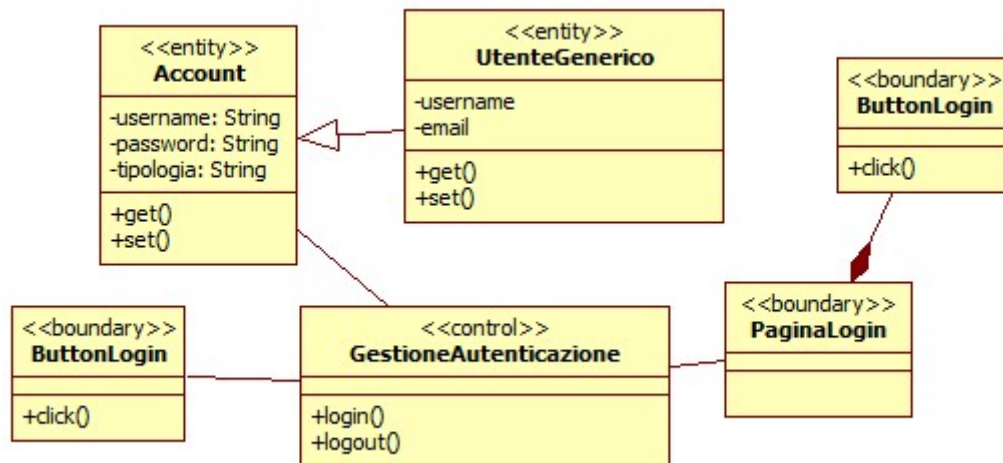 <<entity>>
Account
-username: String
-password: String
-tipologia: String
+get()
+set()
<<entity>>
UtenteGenerico
-username
-email
+get()
+set()
<<boundary>>
ButtonLogin
+click()
<<boundary>>
ButtonLogin
+click()
<<control>>
GestioneAutenticazione
+login()
+logout()
<<boundary>>
PaginaLogin